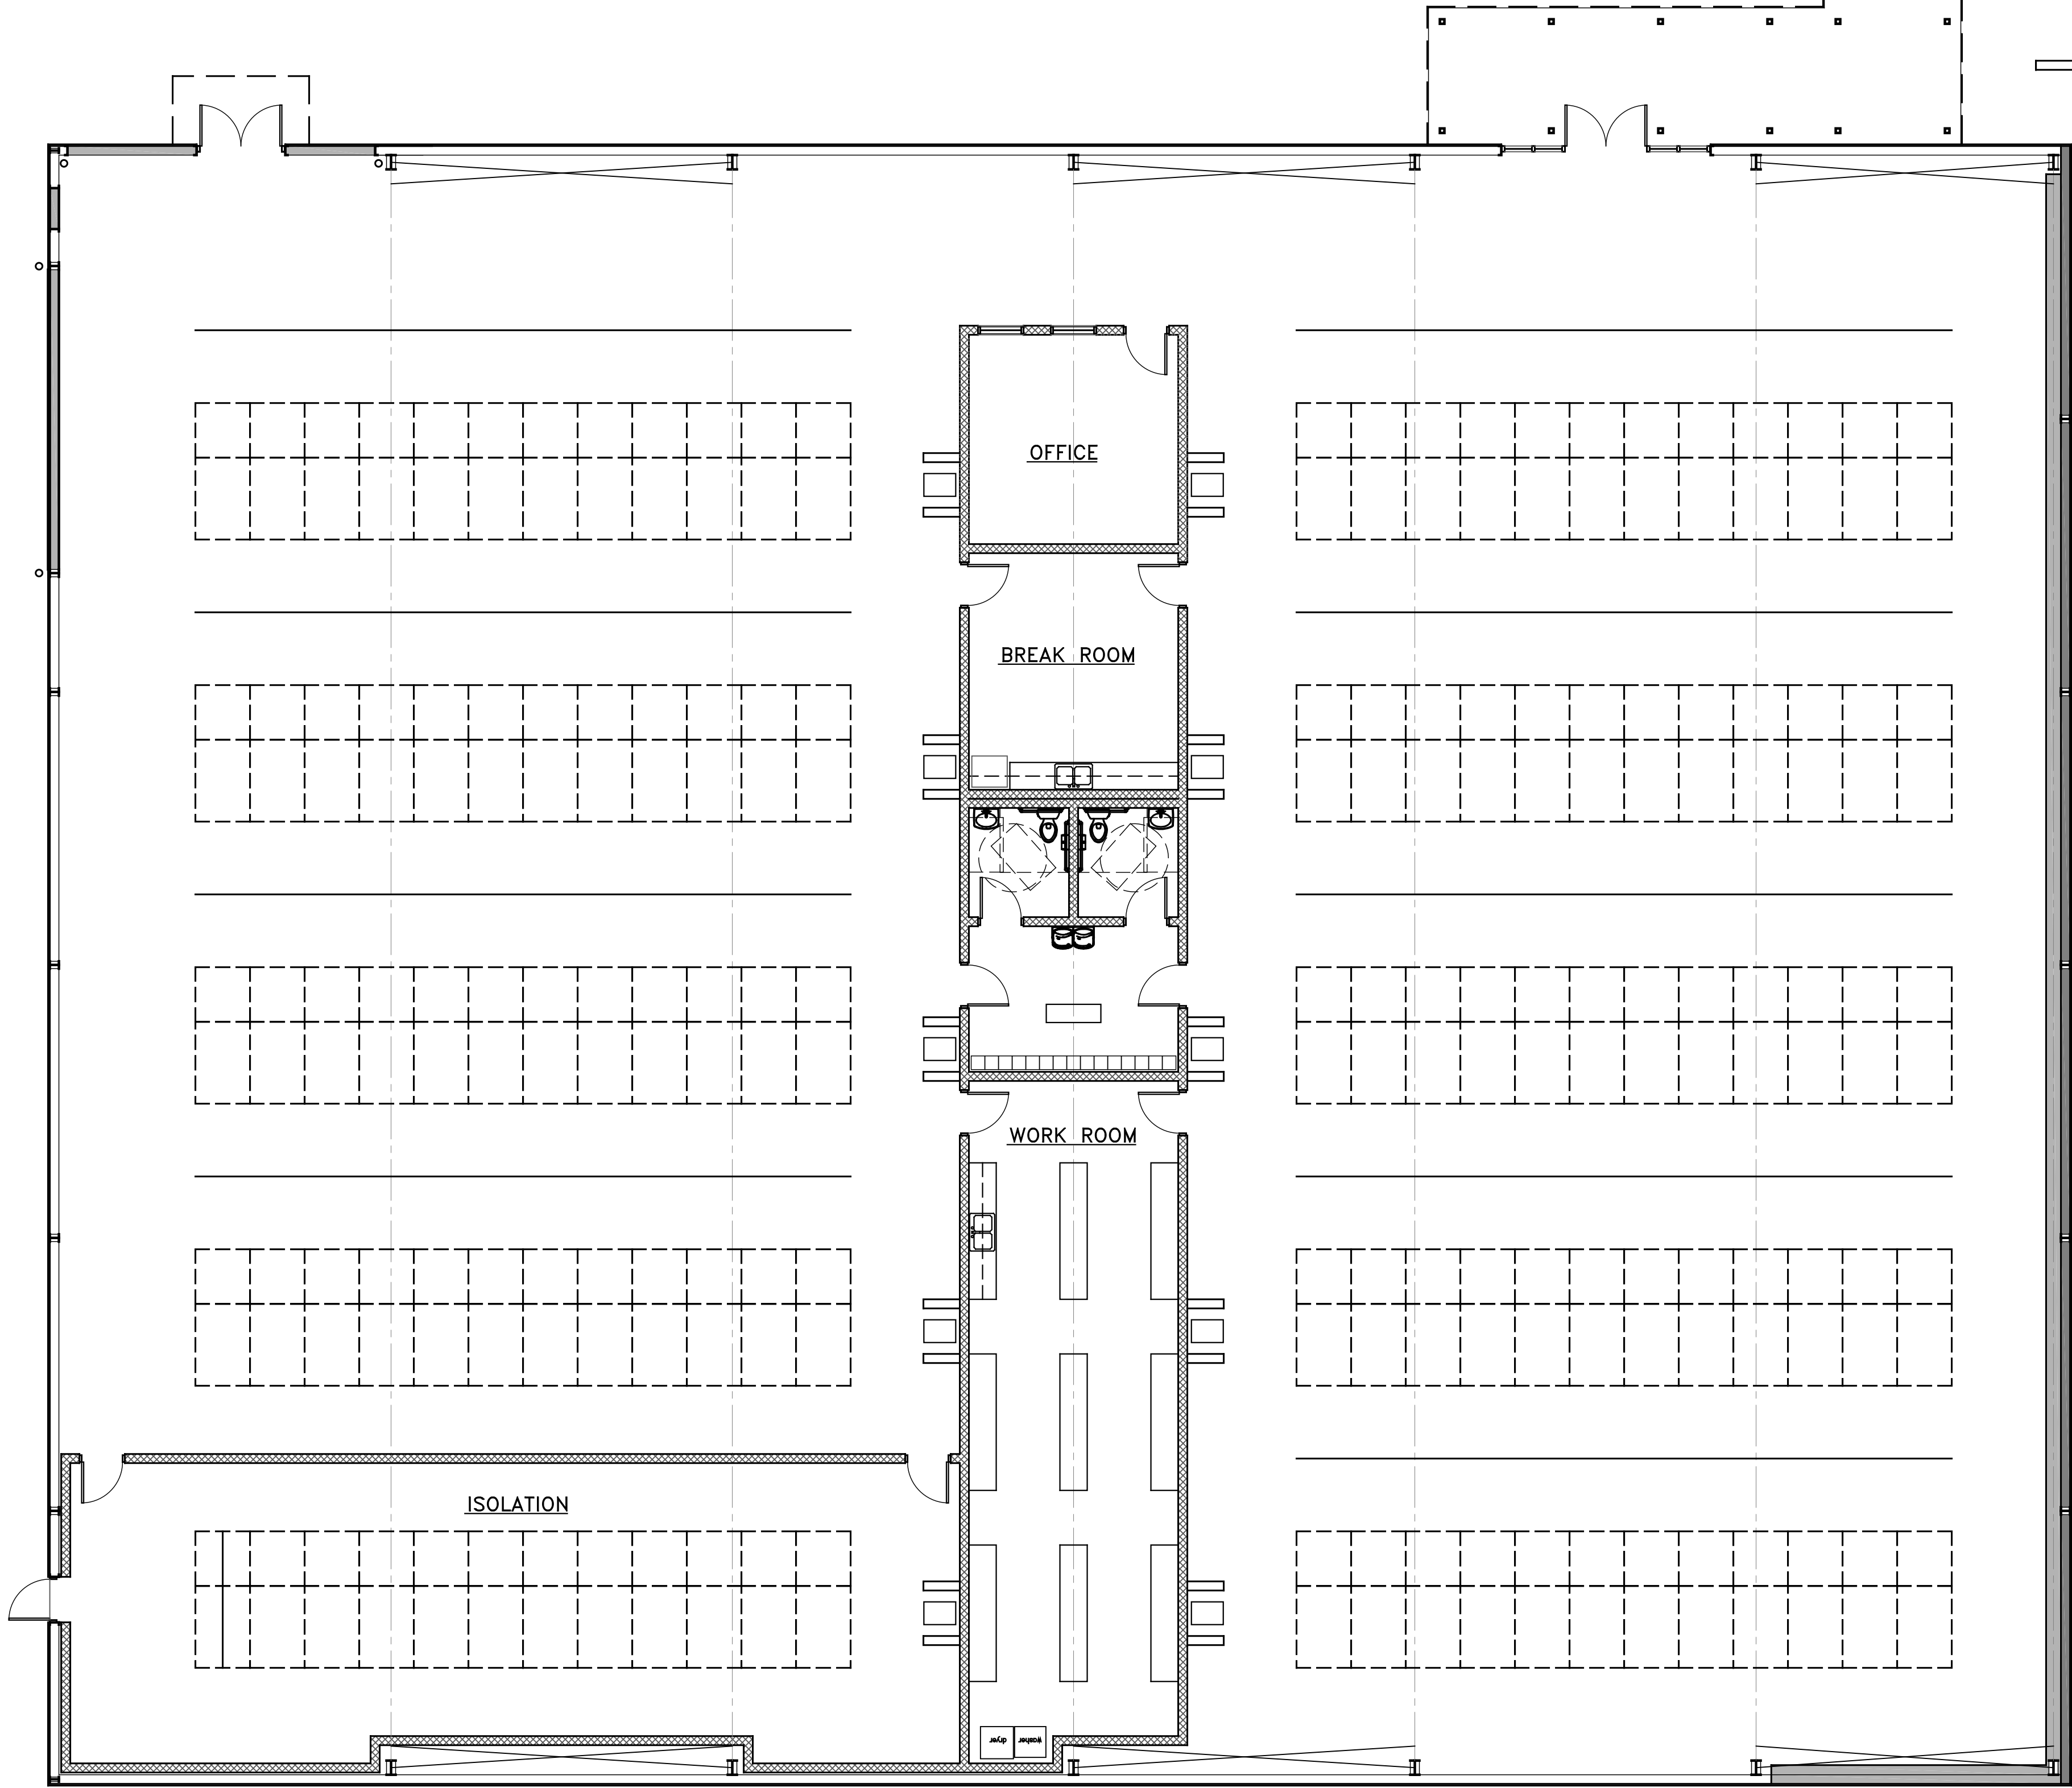 OFFICE
BREAK ROOM
WORK ROOM
ISOLATION
dryer
washer